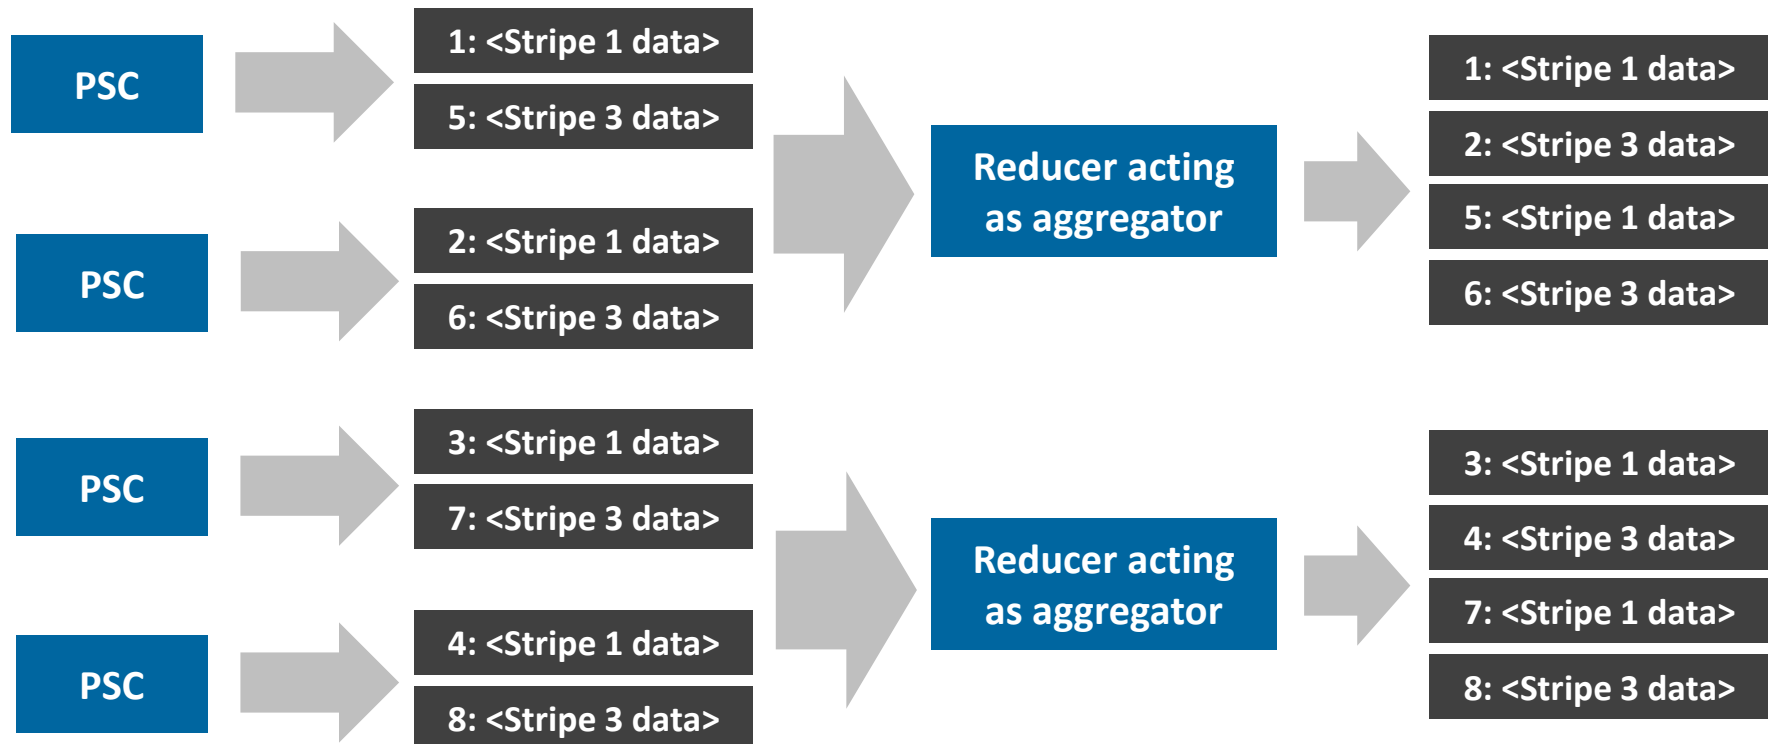 PSC
1: <Stripe 1 data>
5: <Stripe 3 data>
PSC
2: <Stripe 1 data>
6: <Stripe 3 data>
Reducer acting
as aggregator
1: <Stripe 1 data>
2: <Stripe 3 data>
5: <Stripe 1 data>
6: <Stripe 3 data>
PSC
3: <Stripe 1 data>
7: <Stripe 3 data>
PSC
4: <Stripe 1 data>
8: <Stripe 3 data>
Reducer acting
as aggregator
3: <Stripe 1 data>
4: <Stripe 3 data>
7: <Stripe 1 data>
8: <Stripe 3 data>